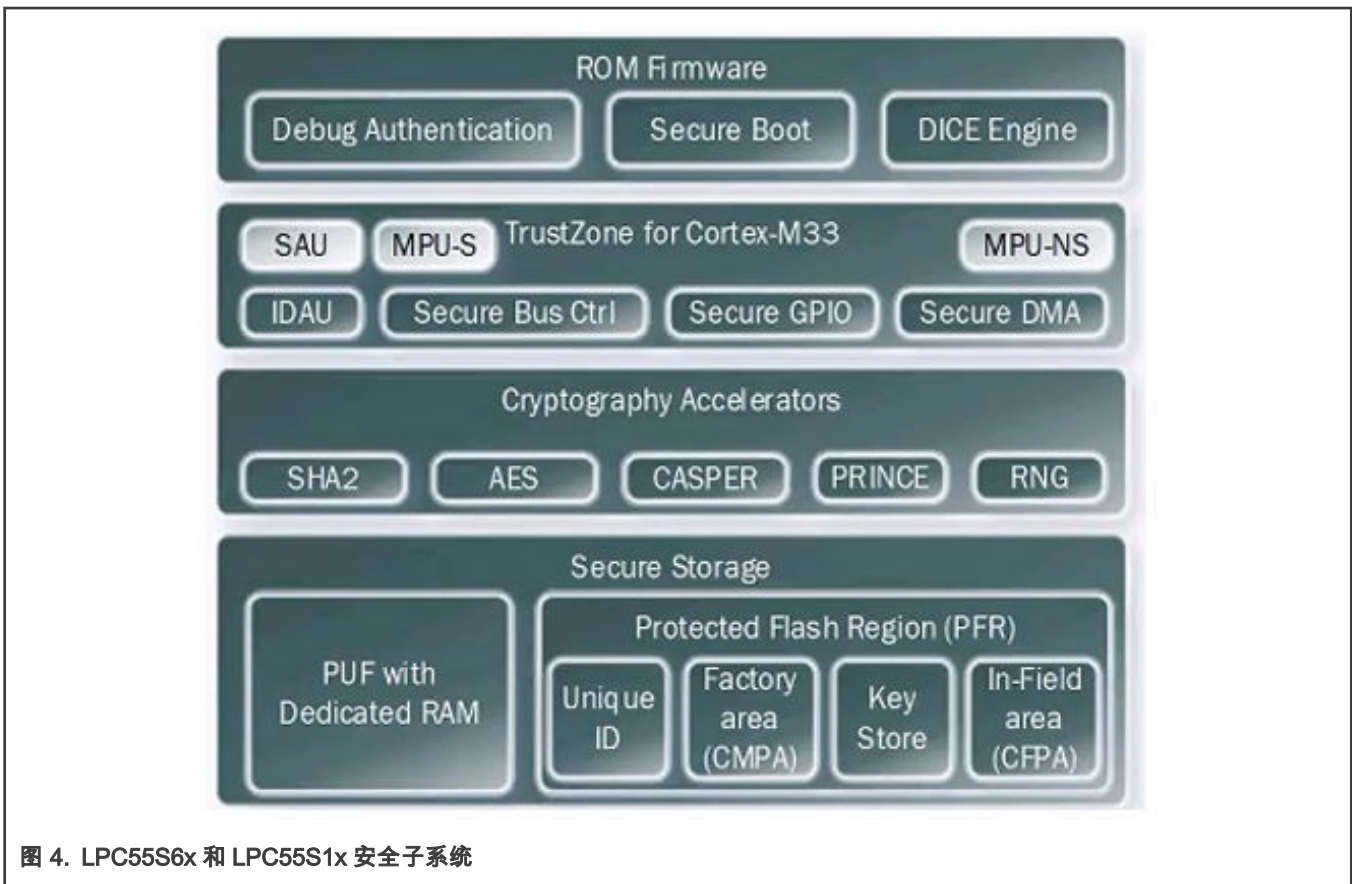 ROM Firmware
Debug Authentication
Secure Boot
DICE Engine
SAU
MPU-S
TrustZone for Cortex-M33
MPU-NS
IDAU
Secure Bus Ctrl
Secure GPIO
Secure DMA
Cryptography Accelerators
SHA2
AES
CASPER
PRINCE
RNG
Secure Storage
PUF with
Dedicated RAM
Protected Flash Region (PFR)
Unique
ID
Factory
area
(CMPA)
Key
Store
In-Field
area
(CFPA)
图 4. LPC55S6x 和 LPC55S1x 安全子系统